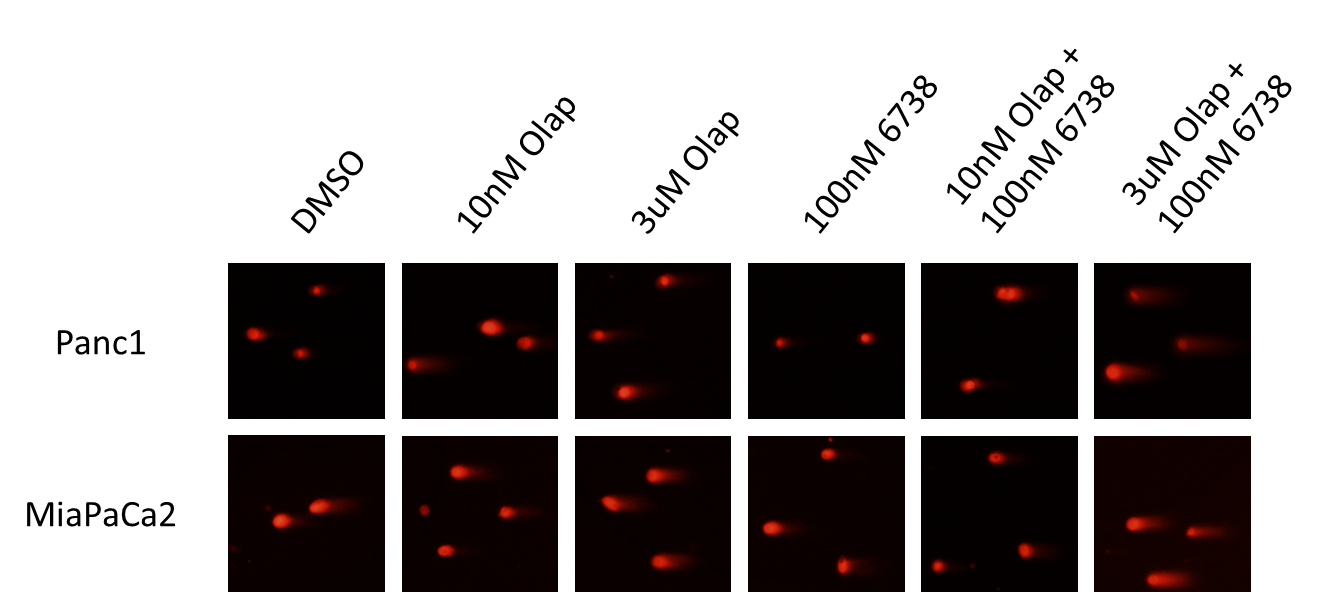 DMSO
10nM Olap
3uM Olap
100nM 6738
10nM Olap +
100nM 6738
3uM Olap +
100nM 6738
Panc1
MiaPaCa2